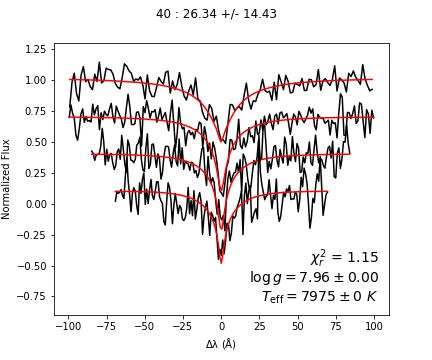 40 : 26.34 +/- 14.43
1.25
1.00
0.75
0.50
0.25
0.00
−0.25
−0.50
−0.75
Normalized Flux
χ²ᵣ = 1.15
log g = 7.96 ± 0.00
T_eff = 7975 ± 0 K
−100 −75 −50 −25 0 25 50 75 100
Δλ (Å)